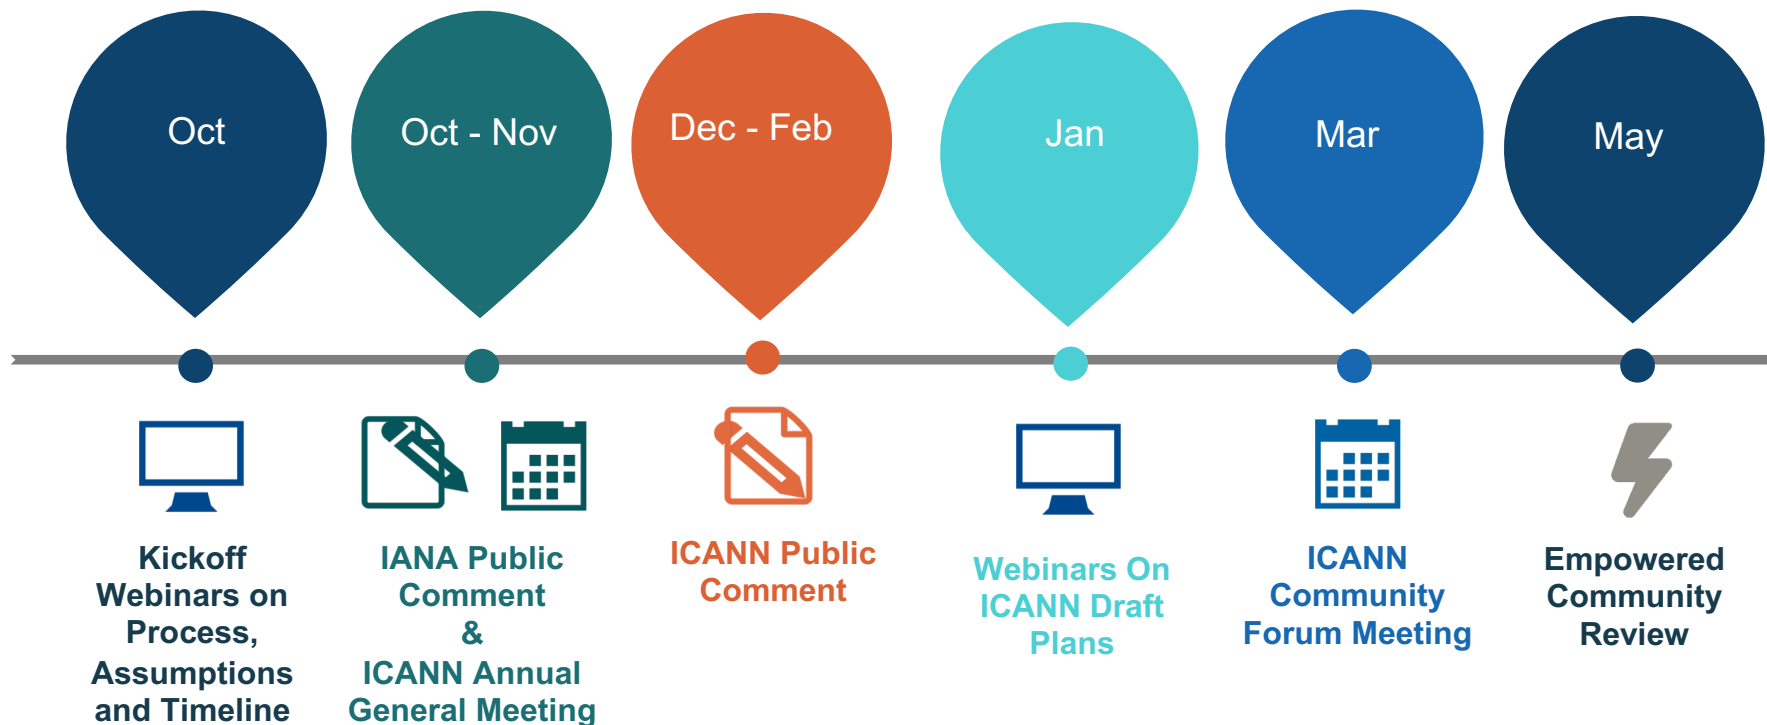 Oct
Oct - Nov
Dec - Feb
Jan
Mar
May
Kickoff
Webinars on
Process,
Assumptions
and Timeline
IANA Public
Comment
&
ICANN Annual
General Meeting
ICANN Public
Comment
Webinars On
ICANN Draft
Plans
ICANN
Community
Forum Meeting
Empowered
Community
Review